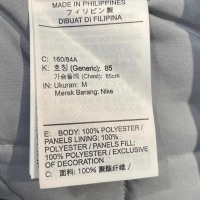 MADE IN PHILIPPINES
フィリピン製
DIBUAT DI FILIPINA
C: 160/84A
K: 호칭 (Generic): 85
가슴둘레 (Chest): 85cm
IN: Ukuran: M
Merek Barang: Nike
E: BODY: 100% POLYESTER /
PANELS LINING: 100%
POLYESTER / PANELS: 100%
POLYESTER / EXCLUSIVE
OF DECORATION
C: 面料: 100% 聚酯纤维 /